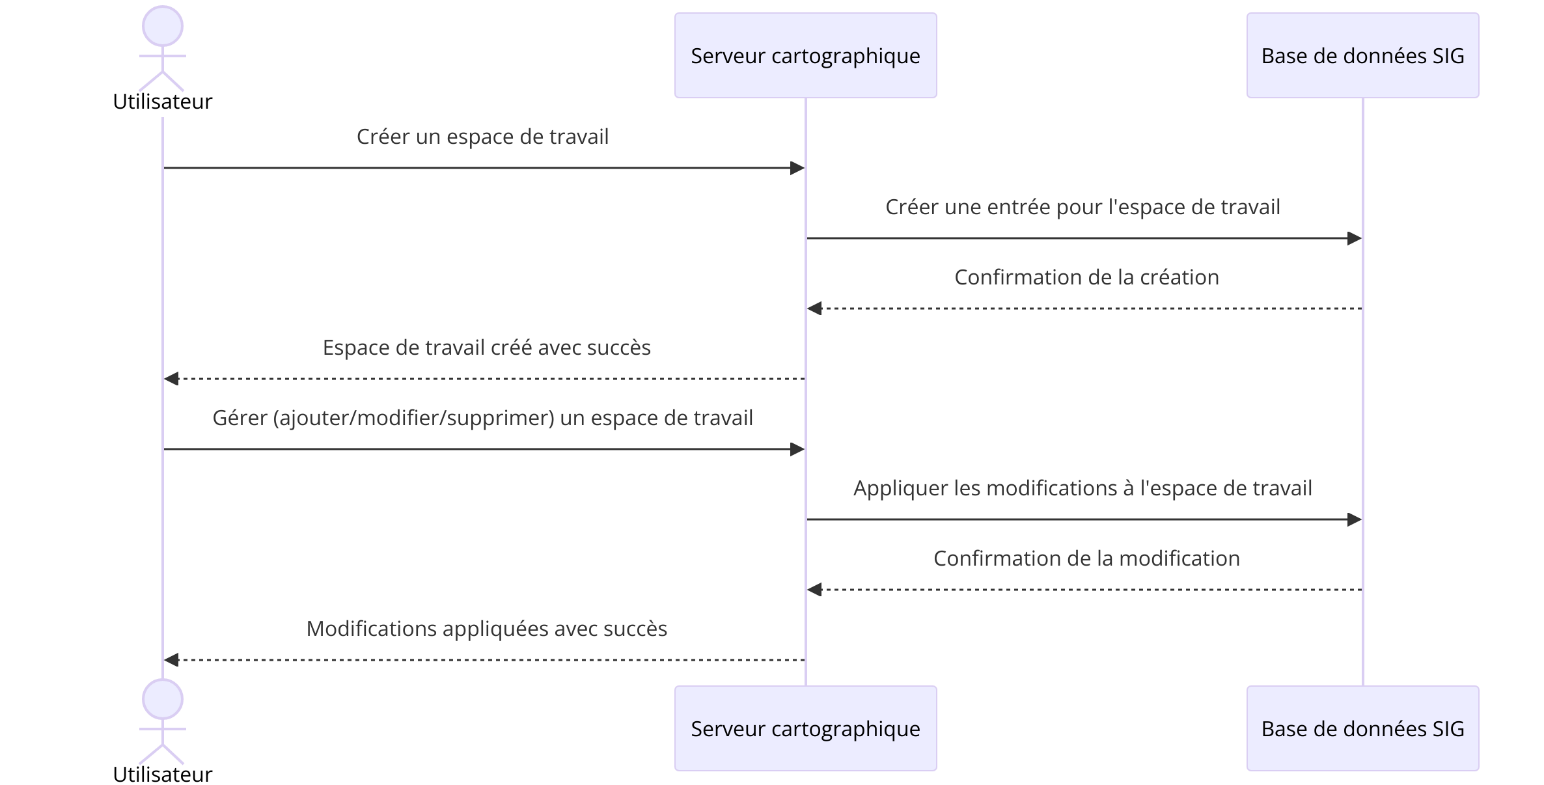 Utilisateur
Serveur cartographique
Base de données SIG
Créer un espace de travail
Créer une entrée pour l'espace de travail
Confirmation de la création
Espace de travail créé avec succès
Gérer (ajouter/modifier/supprimer) un espace de travail
Appliquer les modifications à l'espace de travail
Confirmation de la modification
Modifications appliquées avec succès
Utilisateur
Serveur cartographique
Base de données SIG